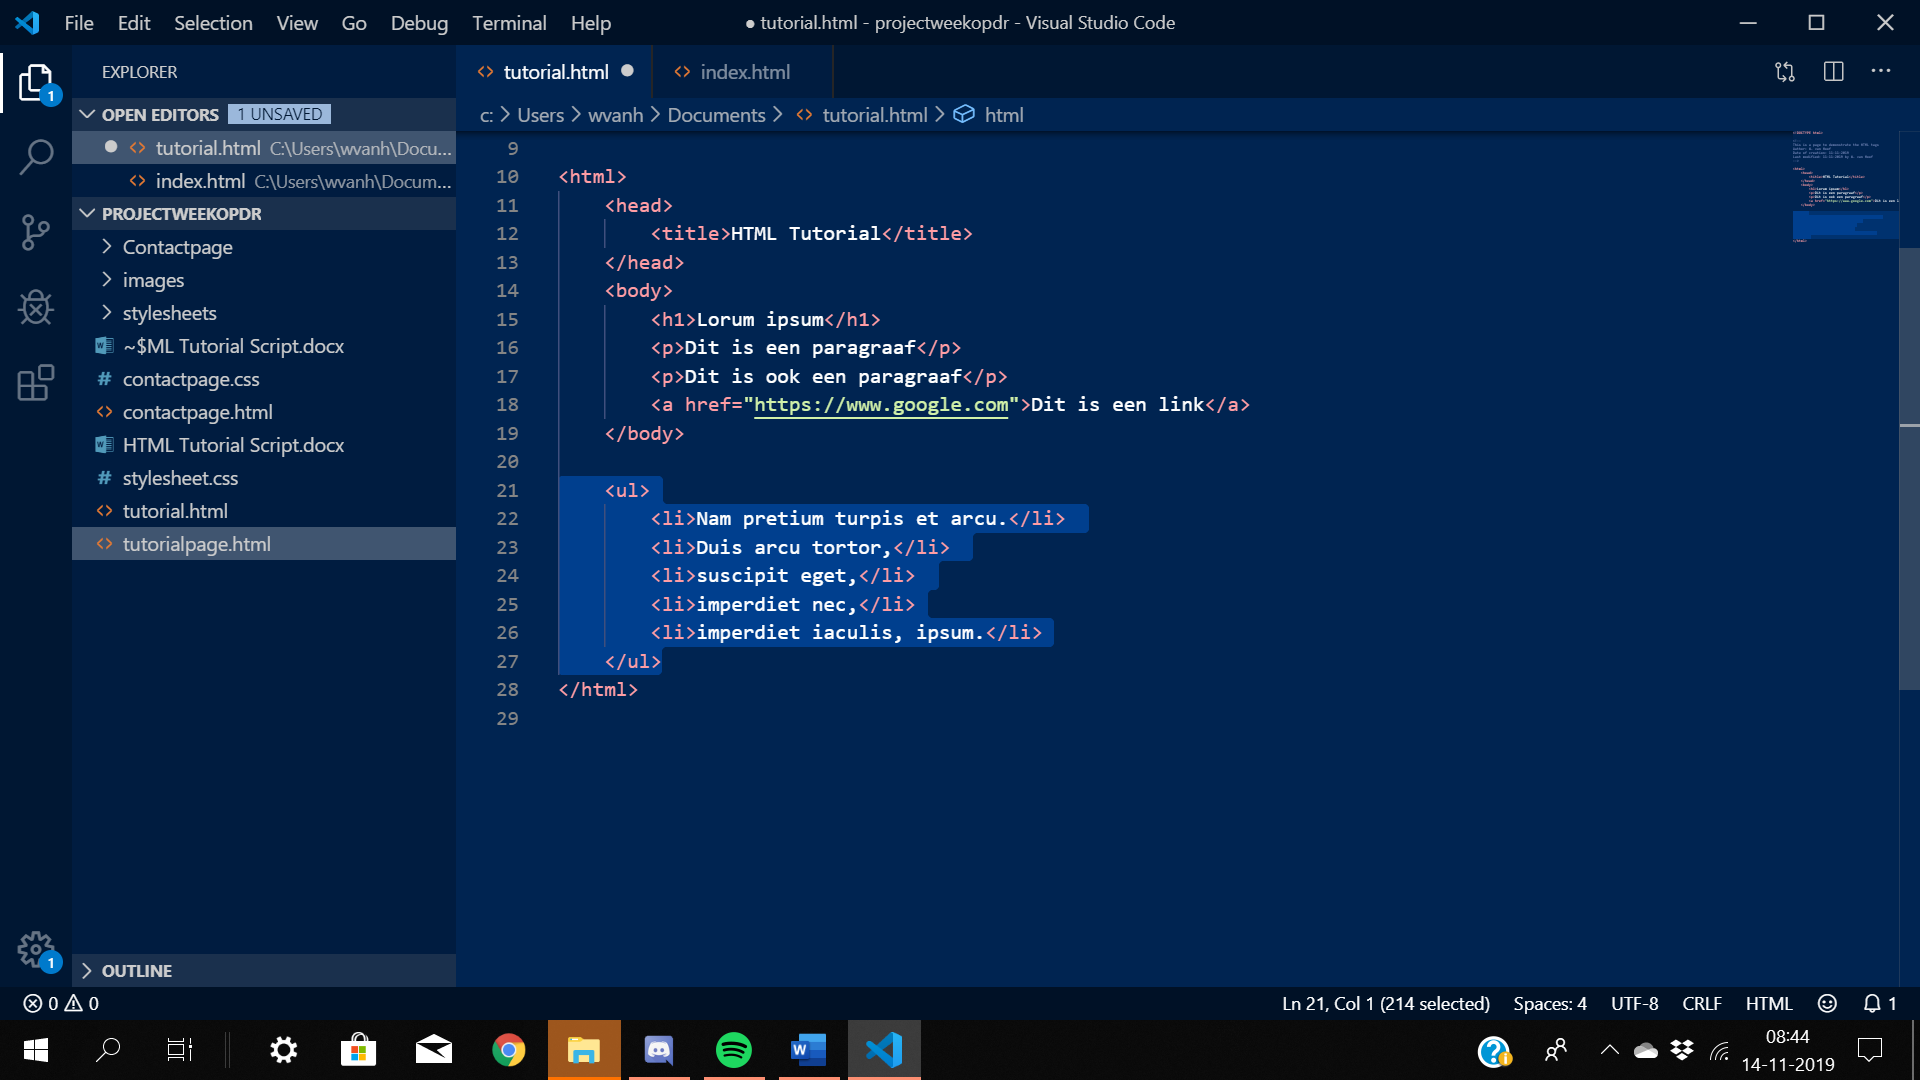 File Edit Selection View Go Debug Terminal Help
● tutorial.html - projectweekopdr - Visual Studio Code
EXPLORER
OPEN EDITORS 1 UNSAVED
tutorial.html C:\Users\wvanh\Docu...
index.html C:\Users\wvanh\Docum...
PROJECTWEEKOPDR
Contactpage
images
stylesheets
~$ML Tutorial Script.docx
contactpage.css
contactpage.html
HTML Tutorial Script.docx
stylesheet.css
tutorial.html
tutorialpage.html
OUTLINE
1
1
tutorial.html index.html
c: > Users > wvanh > Documents > tutorial.html > html
9
10 <html>
11 <head>
12 <title>HTML Tutorial</title>
13 </head>
14 <body>
15 <h1>Lorum ipsum</h1>
16 <p>Dit is een paragraaf</p>
17 <p>Dit is ook een paragraaf</p>
18 <a href="https://www.google.com">Dit is een link</a>
19 </body>
20
21 <ul>
22 <li>Nam pretium turpis et arcu.</li>
23 <li>Duis arcu tortor,</li>
24 <li>suscipit eget,</li>
25 <li>imperdiet nec,</li>
26 <li>imperdiet iaculis, ipsum.</li>
27 </ul>
28 </html>
29
0 0
Ln 21, Col 1 (214 selected) Spaces: 4 UTF-8 CRLF HTML 1
08:44
14-11-2019